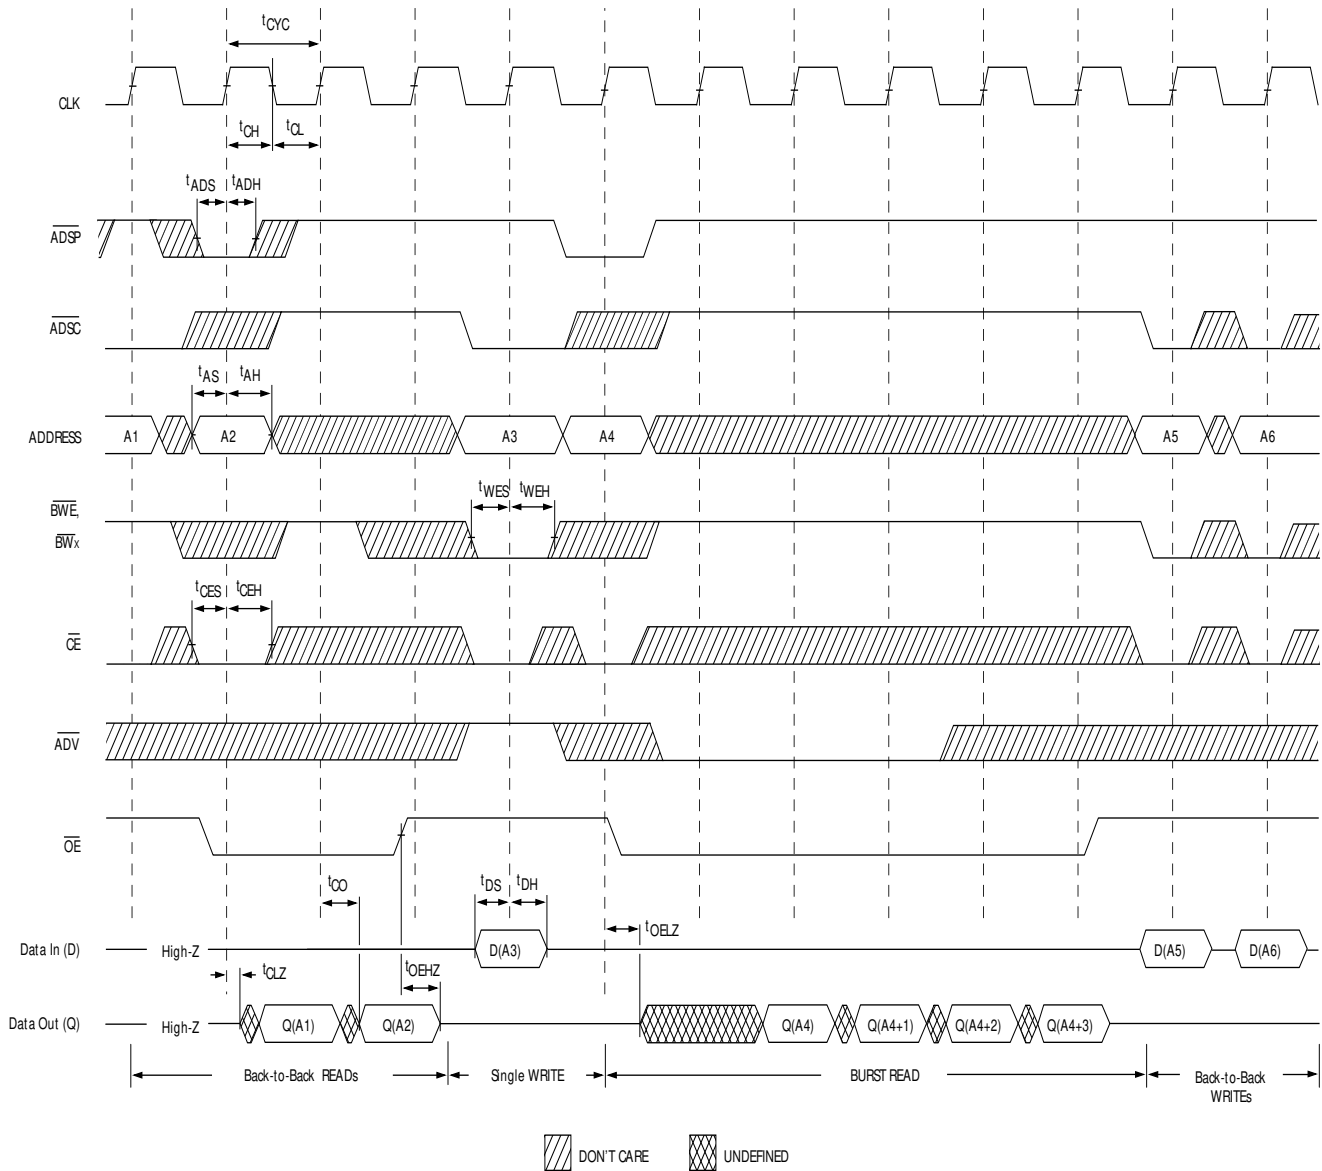 tCYC
CLK
tCH
tCL
tADS
tADH
ADSP
ADSC
tAS
tAH
ADDRESS
A1
A2
A3
A4
A5
A6
tWES
tWEH
BWE,
BWX
tCES
tCEH
CE
ADV
OE
tCO
tDS
tDH
tOELZ
Data In (D)
High-Z
D(A3)
D(A5)
D(A6)
tCLZ
tOEHZ
Data Out (Q)
High-Z
Q(A1)
Q(A2)
Q(A4)
Q(A4+1)
Q(A4+2)
Q(A4+3)
Back-to-Back READs
Single WRITE
BURST READ
Back-to-Back
WRITEs
DON'T CARE
UNDEFINED